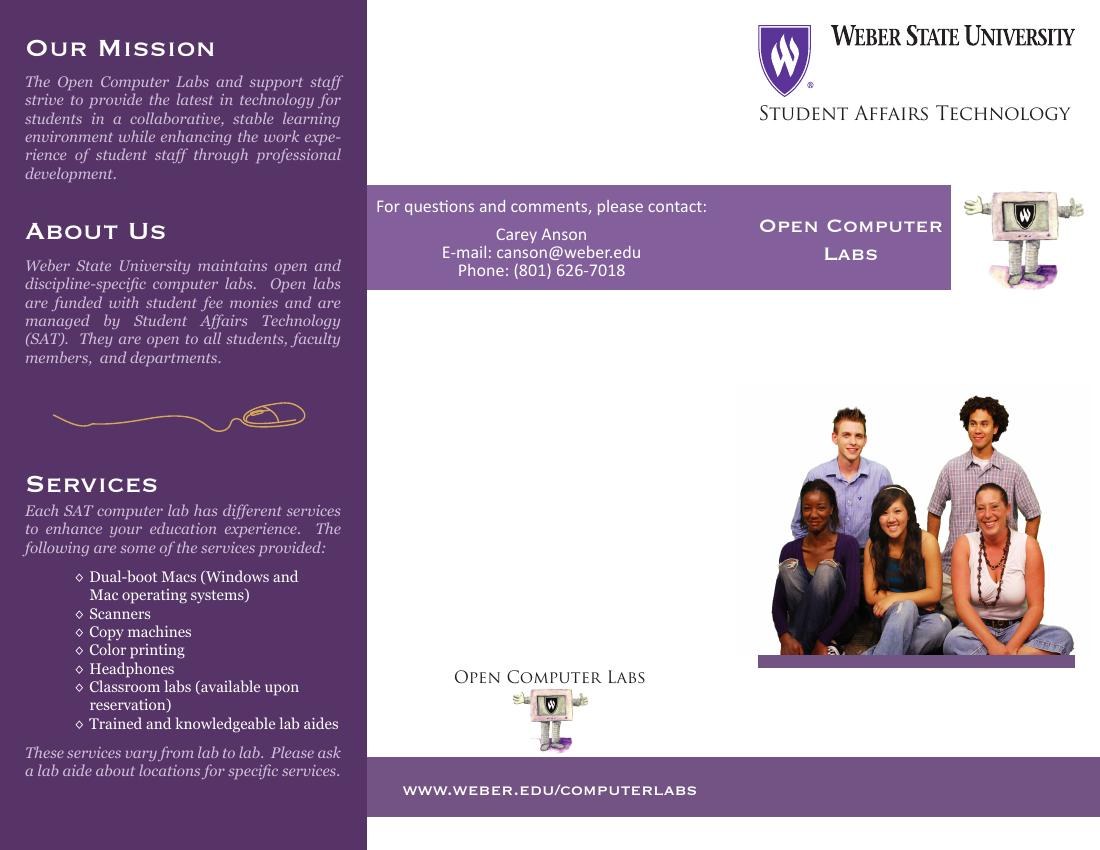 OUR MISSION
The Open Computer Labs and support staff
strive to provide the latest in technology for
students in a collaborative, stable learning
environment while enhancing the work expe-
rience of student staff through professional
development.
ABOUT US
Weber State University maintains open and
discipline-specific computer labs. Open labs
are funded with student fee monies and are
managed by Student Affairs Technology
(SAT). They are open to all students, faculty
members, and departments.
SERVICES
Each SAT computer lab has different services
to enhance your education experience. The
following are some of the services provided:
◊ Dual-boot Macs (Windows and
Mac operating systems)
◊ Scanners
◊ Copy machines
◊ Color printing
◊ Headphones
◊ Classroom labs (available upon
reservation)
◊ Trained and knowledgeable lab aides
These services vary from lab to lab. Please ask
a lab aide about locations for specific services.
For questions and comments, please contact:
Carey Anson
E-mail: canson@weber.edu
Phone: (801) 626-7018
OPEN COMPUTER LABS
WWW.WEBER.EDU/COMPUTERLABS
W
®
WEBER STATE UNIVERSITY
STUDENT AFFAIRS TECHNOLOGY
OPEN COMPUTER
LABS